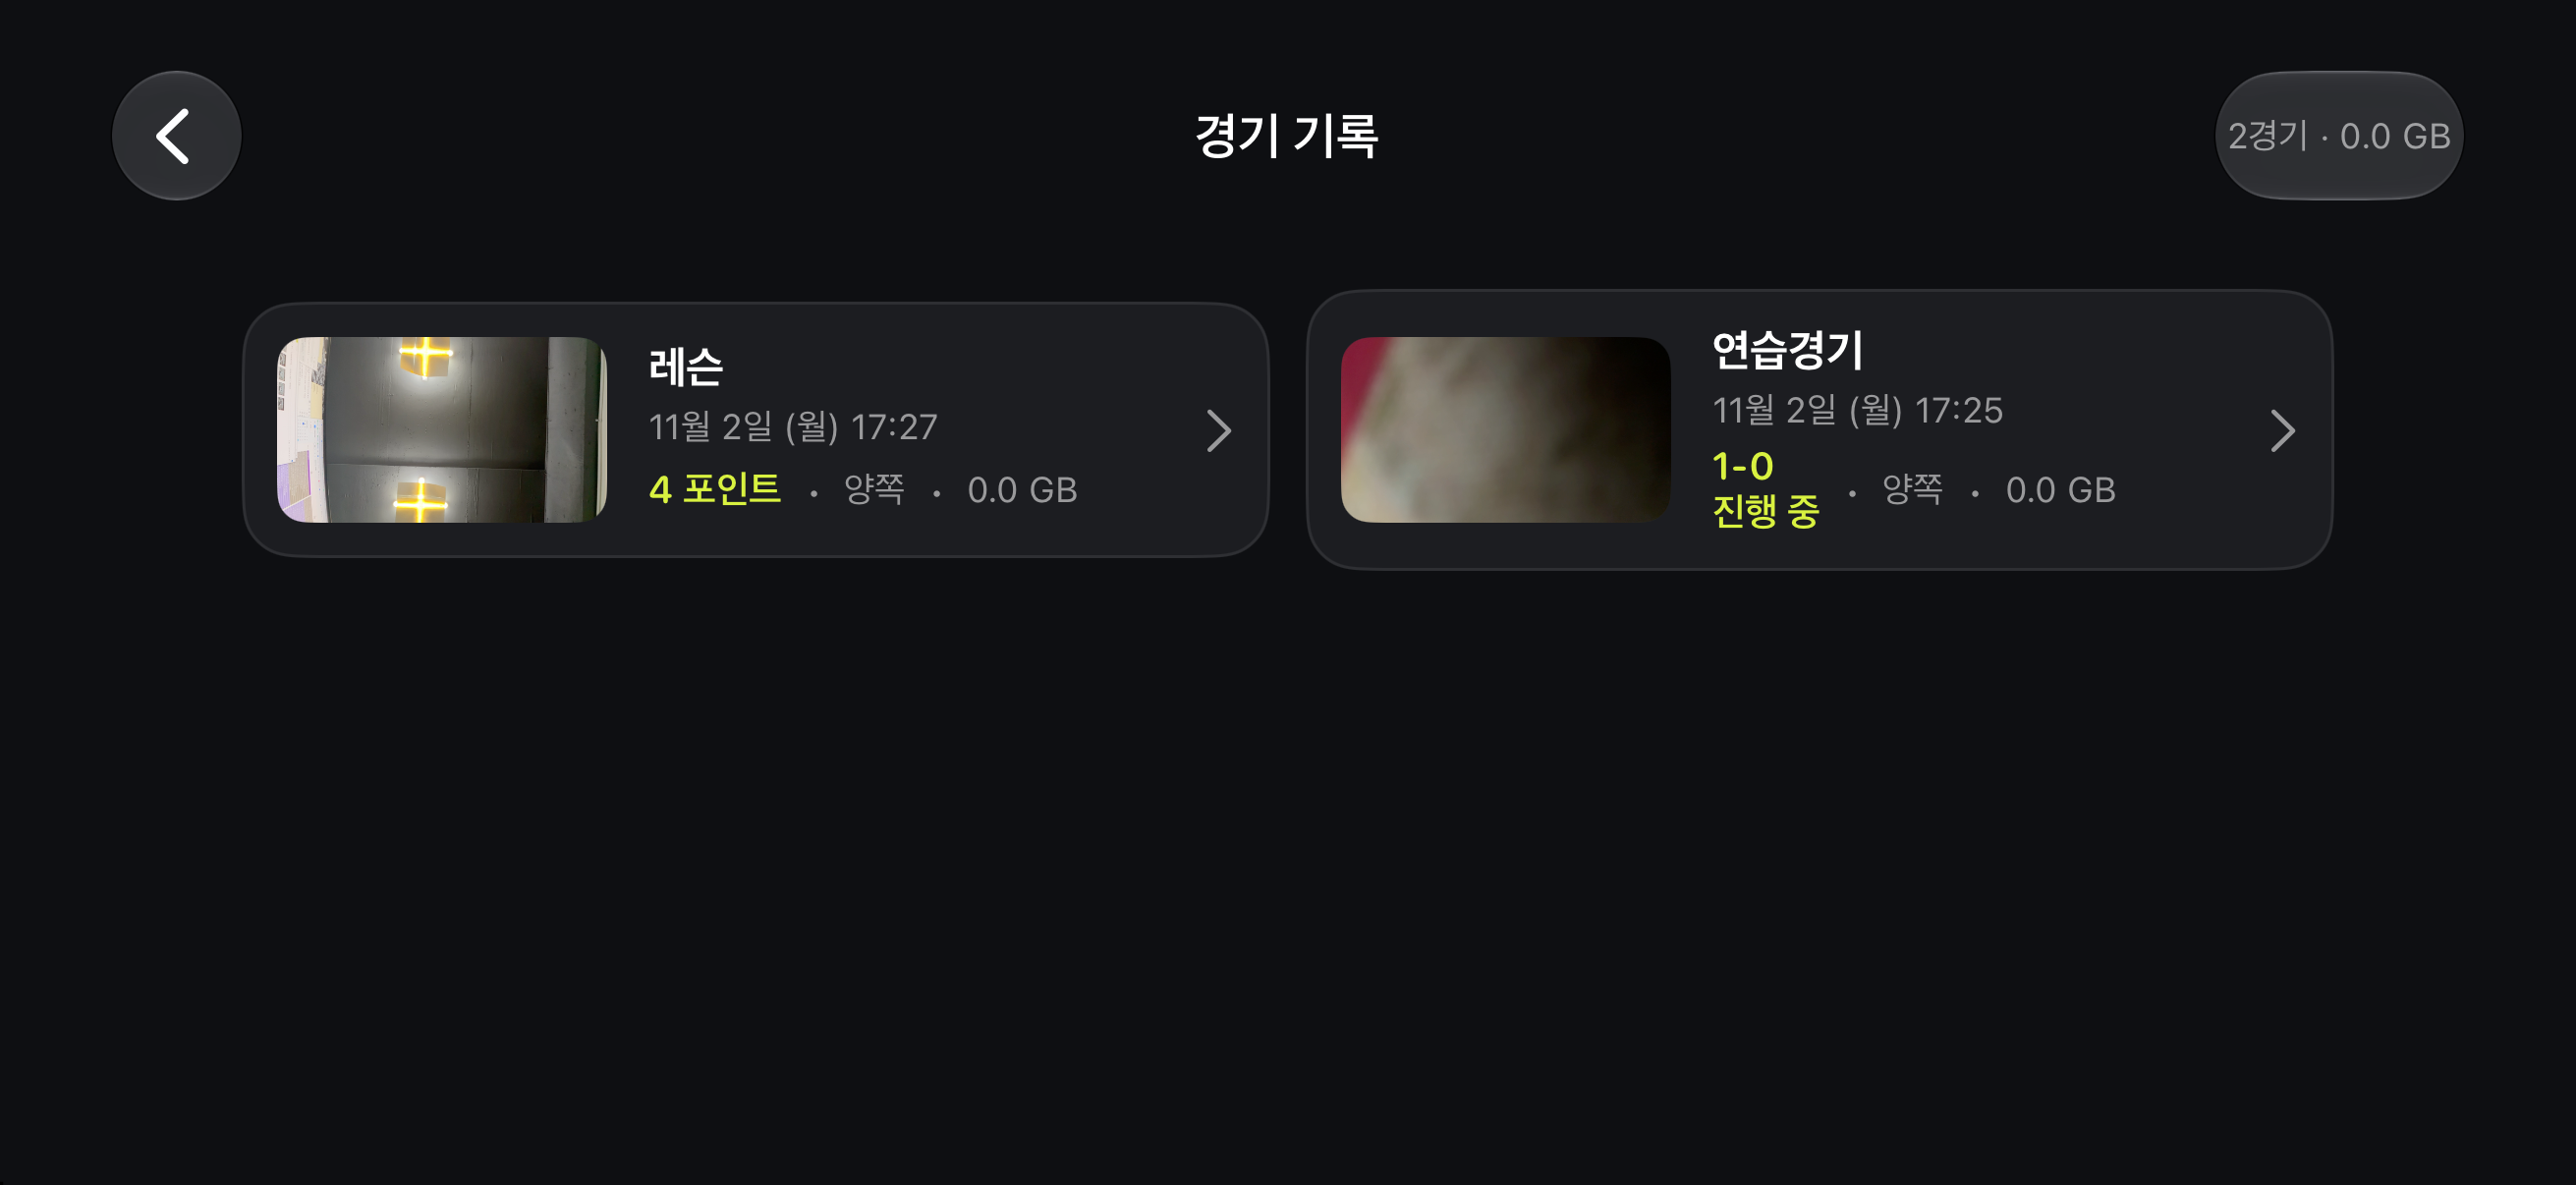 경기 기록
2경기 · 0.0 GB
레슨
11월 2일 (월) 17:27
4 포인트 · 양쪽 · 0.0 GB
연습경기
11월 2일 (월) 17:25
1-0
진행 중 · 양쪽 · 0.0 GB